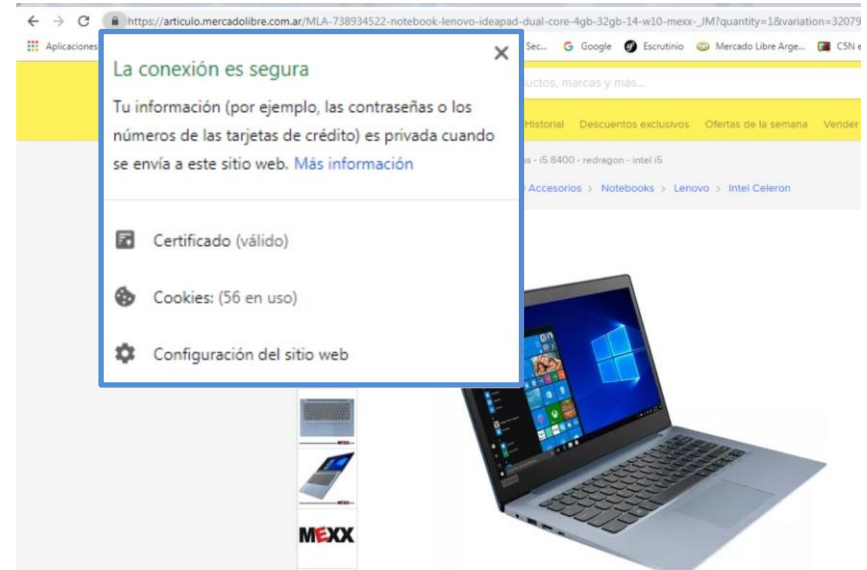 https://articulo.mercadolibre.com.ar/MLA-738934522-notebook-lenovo-ideapad-dual-core-4gb-32gb-14-w10-mexx-_JM?quantity=1&variation=32079
Aplicaciones
Sec... Google Escrutinio Mercado Libre Arge... C5N e
La conexión es segura
Tu información (por ejemplo, las contraseñas o los
números de las tarjetas de crédito) es privada cuando
se envía a este sitio web. Más información
Certificado (válido)
Cookies: (56 en uso)
Configuración del sitio web
uctos, marcas y más...
Historial Descuentos exclusivos Ofertas de la semana Vender
- i5 8400 - redragon - intel i5
Accesorios > Notebooks > Lenovo > Intel Celeron
MEXX